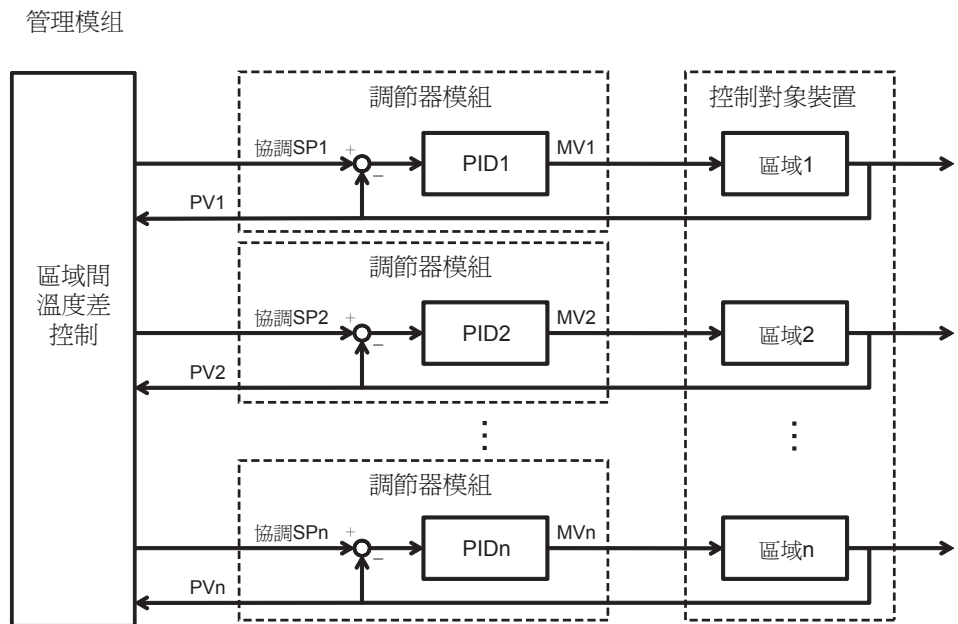 管理模组
調節器模組
控制對象裝置
協調SP1
+
−
PID1
MV1
區域1
PV1
區域間
溫度差
控制
調節器模組
協調SP2
+
−
PID2
MV2
區域2
PV2
調節器模組
協調SPn
+
−
PIDn
MVn
區域n
PVn